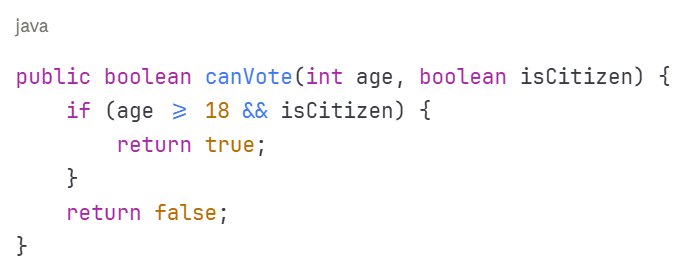 java
public boolean canVote(int age, boolean isCitizen) {
    if (age >= 18 && isCitizen) {
        return true;
    }
    return false;
}